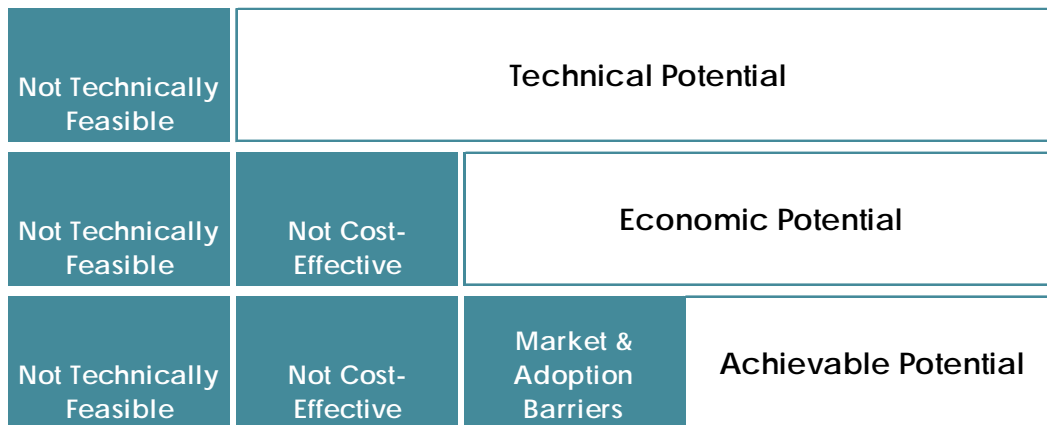 Not Technically
Feasible
Technical Potential
Not Technically
Feasible
Not Cost-
Effective
Economic Potential
Not Technically
Feasible
Not Cost-
Effective
Market &
Adoption
Barriers
Achievable Potential